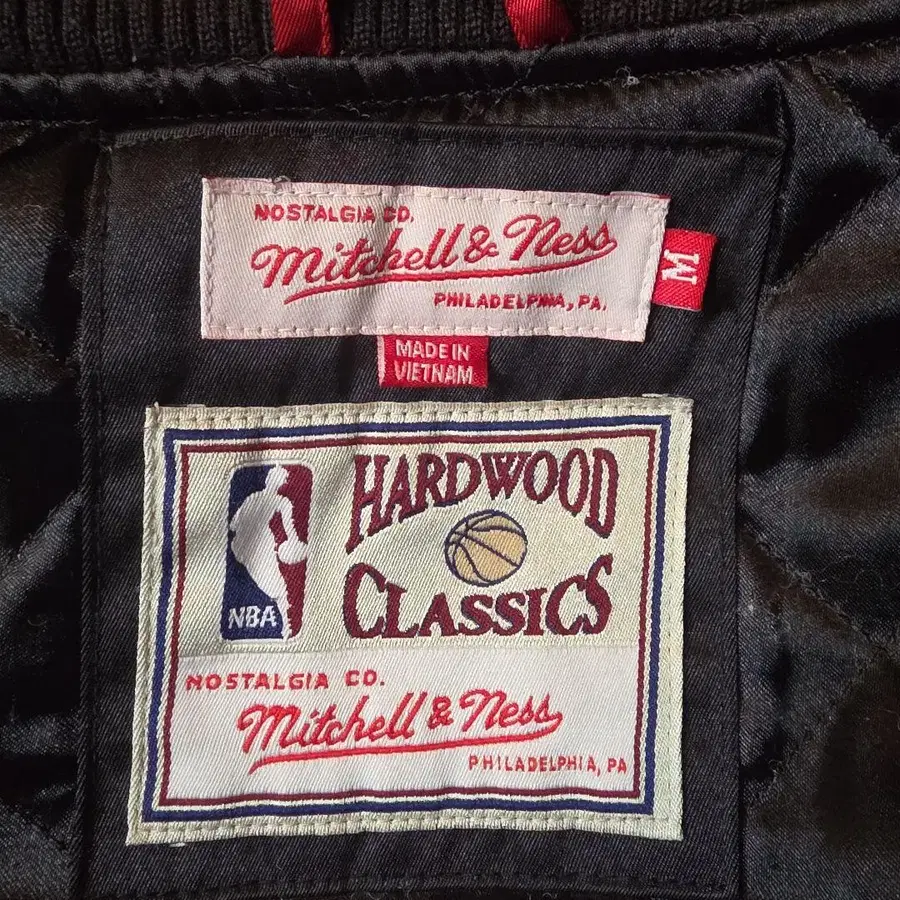 NOSTALGIA CO.
Mitchell & Ness
PHILADELPHIA, PA.
M
MADE IN
VIETNAM
HARDWOOD
CLASSICS
NBA
NOSTALGIA CO.
Mitchell & Ness
PHILADELPHIA, PA